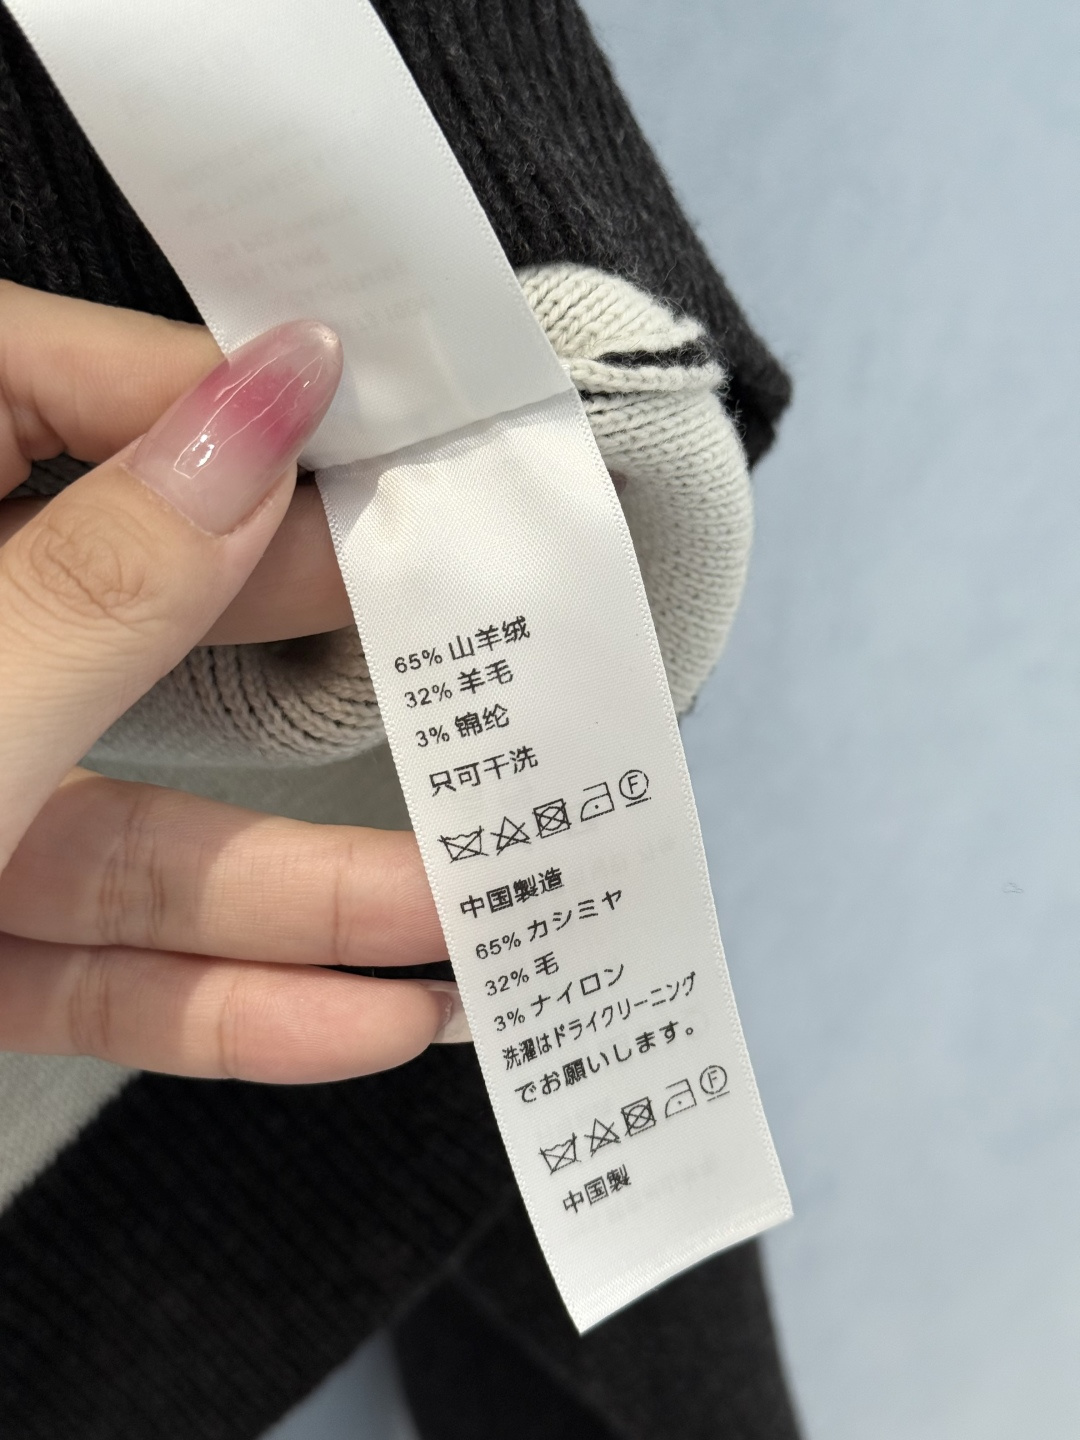 65% 山羊绒
32% 羊毛
3% 锦纶
只可干洗
F
中国製造
65% カシミヤ
32% 毛
3% ナイロン
洗濯はドライクリーニング
でお願いします。
F
中国製